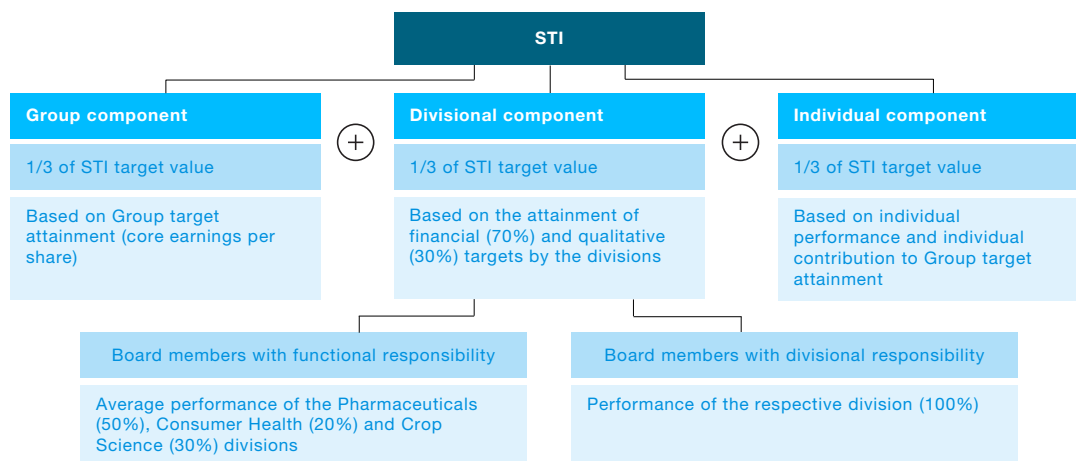 STI
Group component
1/3 of STI target value
Based on Group target
attainment (core earnings per
share)
+
Divisional component
1/3 of STI target value
Based on the attainment of
financial (70%) and qualitative
(30%) targets by the divisions
+
Individual component
1/3 of STI target value
Based on individual
performance and individual
contribution to Group target
attainment
Board members with functional responsibility
Average performance of the Pharmaceuticals
(50%), Consumer Health (20%) and Crop
Science (30%) divisions
Board members with divisional responsibility
Performance of the respective division (100%)